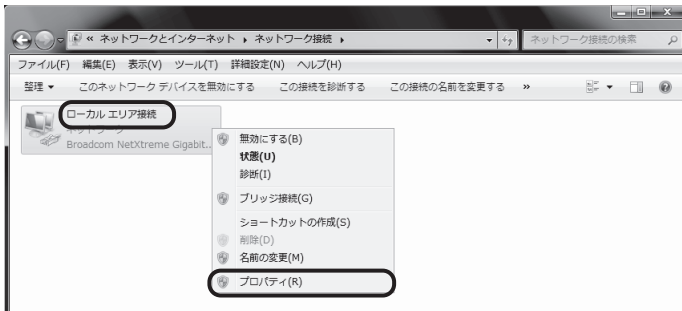 « ネットワークとインターネット ▸ ネットワーク接続 ▸ ネットワーク接続の検索
ファイル(F) 編集(E) 表示(V) ツール(T) 詳細設定(N) ヘルプ(H)
整理 ▼ このネットワーク デバイスを無効にする この接続を診断する この接続の名前を変更する »
ローカル エリア接続
ネットワーク
Broadcom NetXtreme Gigabit...
無効にする(B)
状態(U)
診断(I)
ブリッジ接続(G)
ショートカットの作成(S)
削除(D)
名前の変更(M)
プロパティ(R)